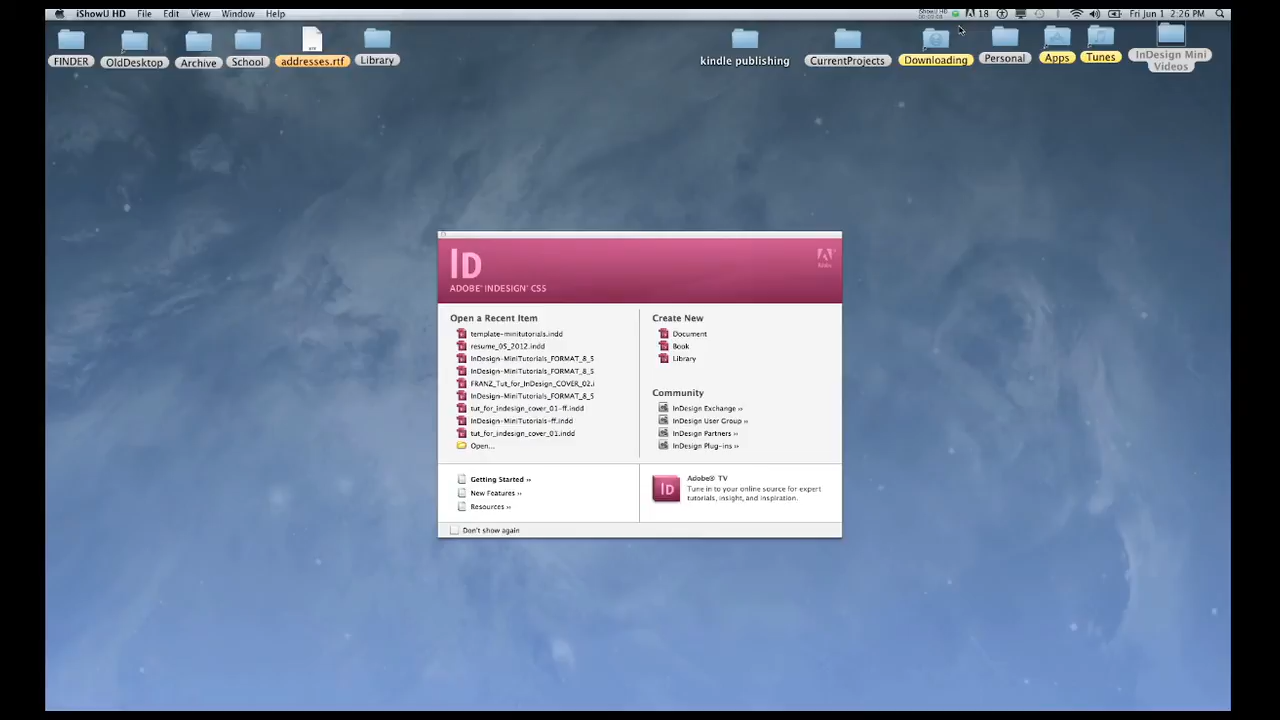 iShowU HD File Edit View Window Help
18 Fri Jun 1 2:26 PM
FINDER OldDesktop Archive School addresses.rtf Library kindle publishing CurrentProjects Downloading Personal Apps Tunes InDesign Mini Videos
Id
ADOBE® INDESIGN® CS5
Open a Recent Item
template-minitutorials.indd
resume_05_2012.indd
InDesign-MiniTutorials_FORMAT_8_5
InDesign-MiniTutorials_FORMAT_8_5
FRANZ_Tut_for_InDesign_COVER_02.i
InDesign-MiniTutorials_FORMAT_8_5
tut_for_indesign_cover_01-ff.indd
InDesign-MiniTutorials-ff.indd
tut_for_indesign_cover_01.indd
Open...
Create New
Document
Book
Library
Community
InDesign Exchange »
InDesign User Group »
InDesign Partners »
InDesign Plug-ins »
Getting Started »
New Features »
Resources »
Id
Adobe® TV
Tune in to your online source for expert
tutorials, insight, and inspiration.
Don't show again